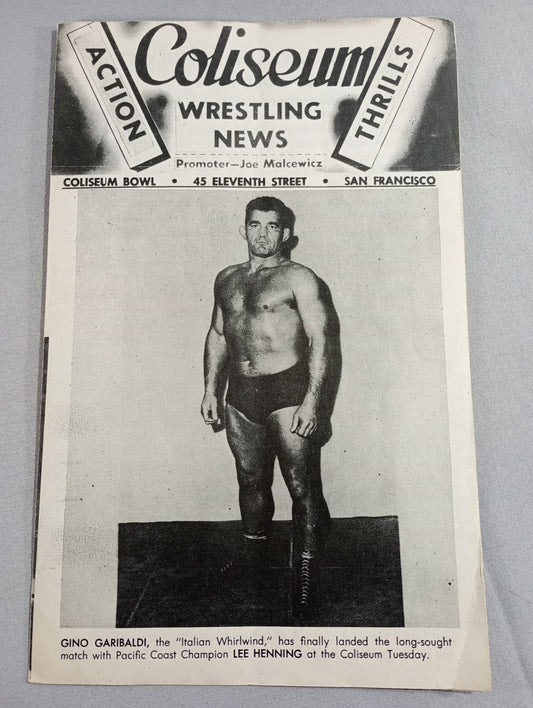 ACTION
Coliseum
THRILLS
WRESTLING
NEWS
Promoter—Joe Malcewicz
COLISEUM BOWL • 45 ELEVENTH STREET • SAN FRANCISCO
GINO GARIBALDI, the "Italian Whirlwind," has finally landed the long-sought
match with Pacific Coast Champion LEE HENNING at the Coliseum Tuesday.